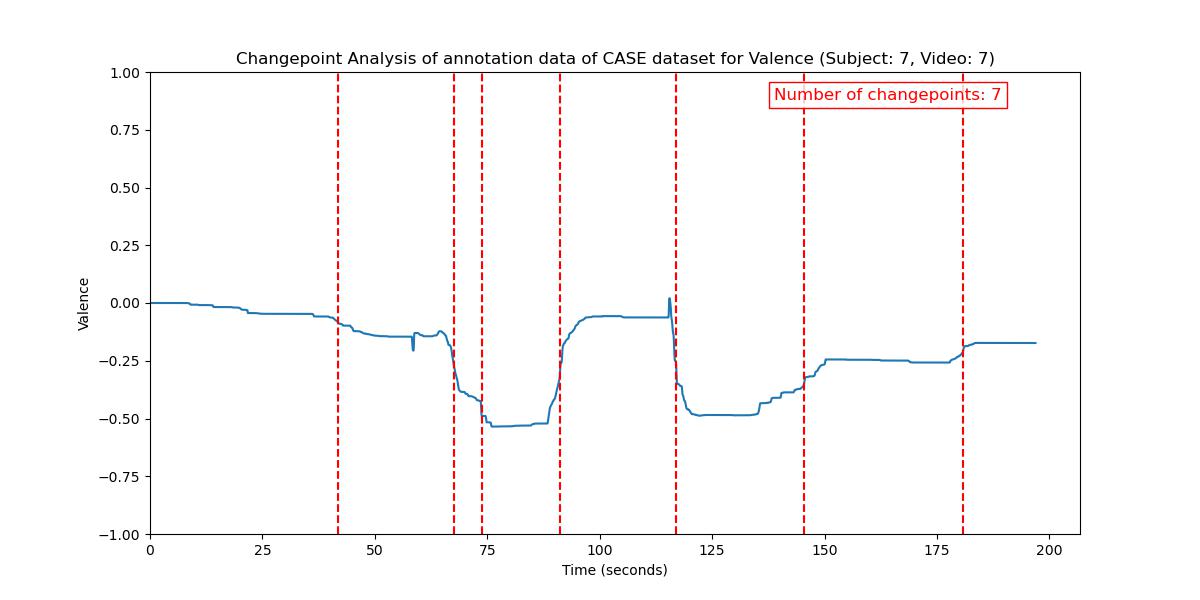 Changepoint Analysis of annotation data of CASE dataset for Valence (Subject: 7, Video: 7)
Number of changepoints: 7
1.00
0.75
0.50
0.25
0.00
−0.25
−0.50
−0.75
−1.00
Valence
0 25 50 75 100 125 150 175 200
Time (seconds)